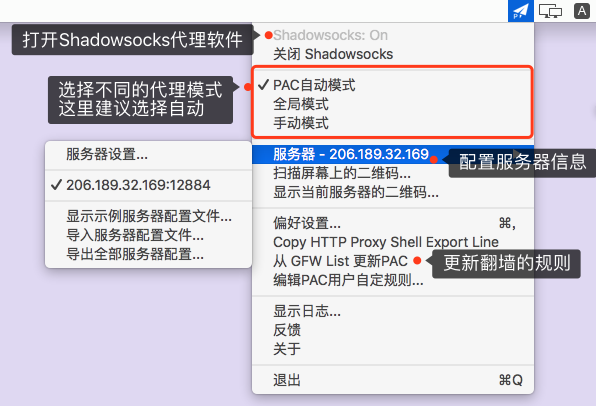 A
打开Shadowsocks代理软件
Shadowsocks: On
关闭 Shadowsocks
选择不同的代理模式
这里建议选择自动
✓ PAC自动模式
全局模式
手动模式
服务器 - 206.189.32.169
配置服务器信息
扫描屏幕上的二维码...
显示当前服务器的二维码...
服务器设置...
✓ 206.189.32.169:12884
显示示例服务器配置文件...
导入服务器配置文件...
导出全部服务器配置...
偏好设置... ⌘,
Copy HTTP Proxy Shell Export Line
从 GFW List 更新PAC
更新翻墙的规则
编辑PAC用户自定规则...
显示日志...
反馈
关于
退出 ⌘Q